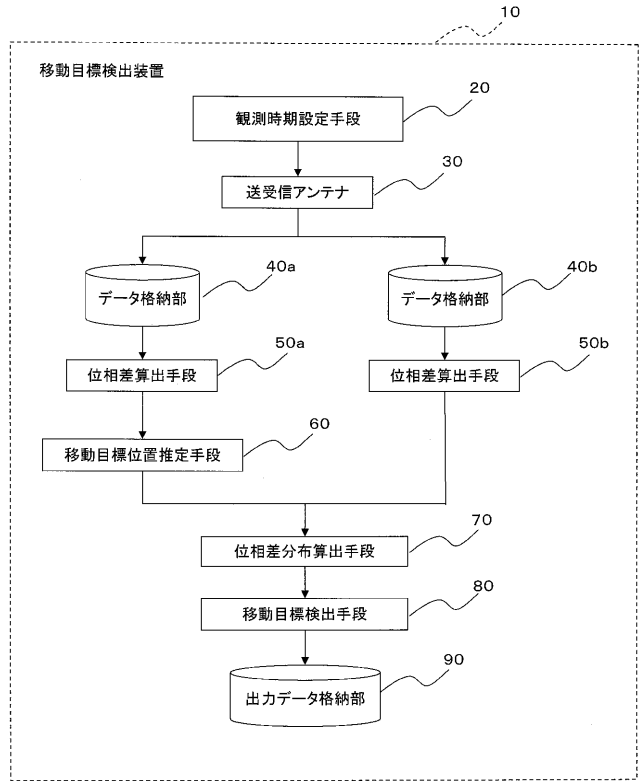 10
移動目標検出装置
20
観測時期設定手段
30
送受信アンテナ
40a
データ格納部
40b
データ格納部
50a
位相差算出手段
50b
位相差算出手段
60
移動目標位置推定手段
70
位相差分布算出手段
80
移動目標検出手段
90
出力データ格納部